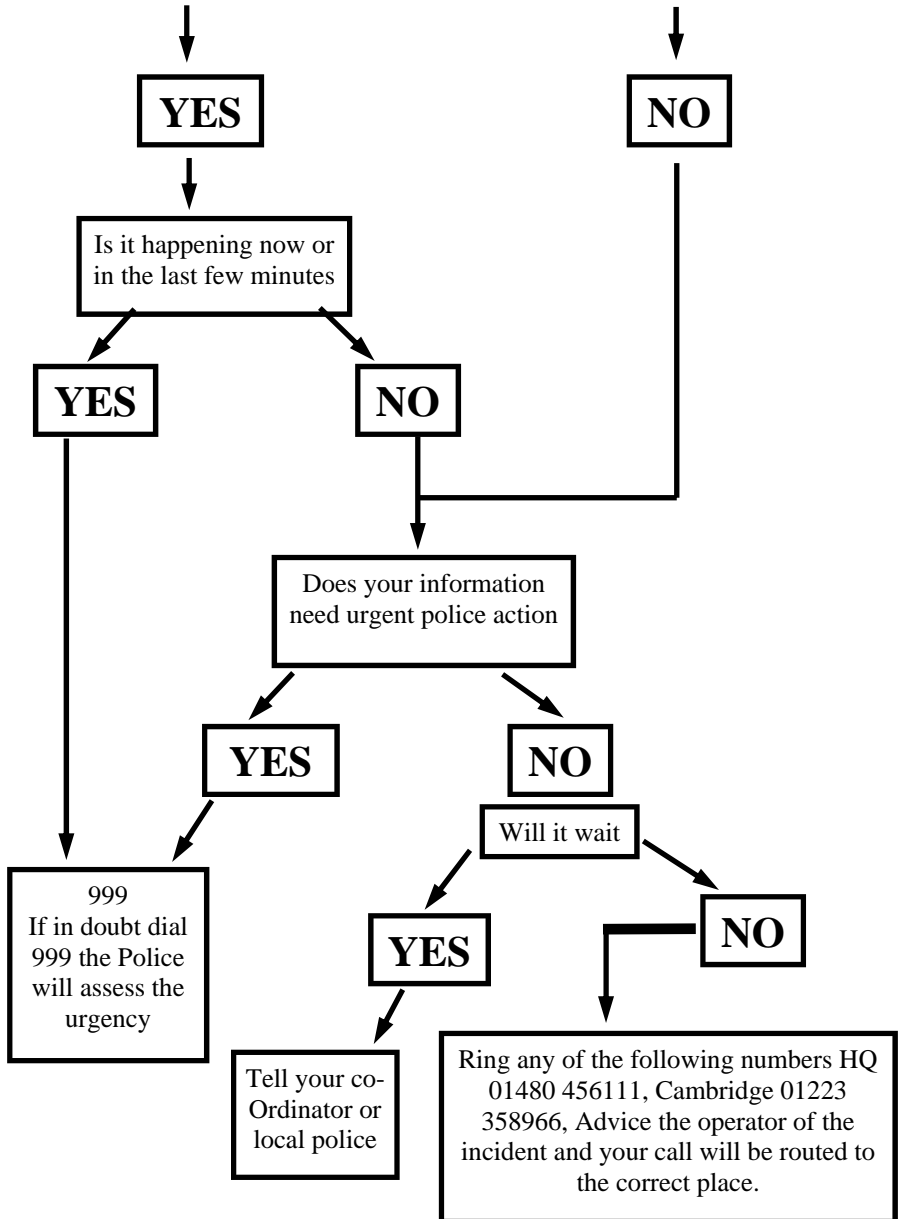 YES
NO
Is it happening now or
in the last few minutes
YES
NO
Does your information
need urgent police action
YES
NO
Will it wait
999
If in doubt dial
999 the Police
will assess the
urgency
YES
NO
Tell your co-
Ordinator or
local police
Ring any of the following numbers HQ
01480 456111, Cambridge 01223
358966, Advice the operator of the
incident and your call will be routed to
the correct place.